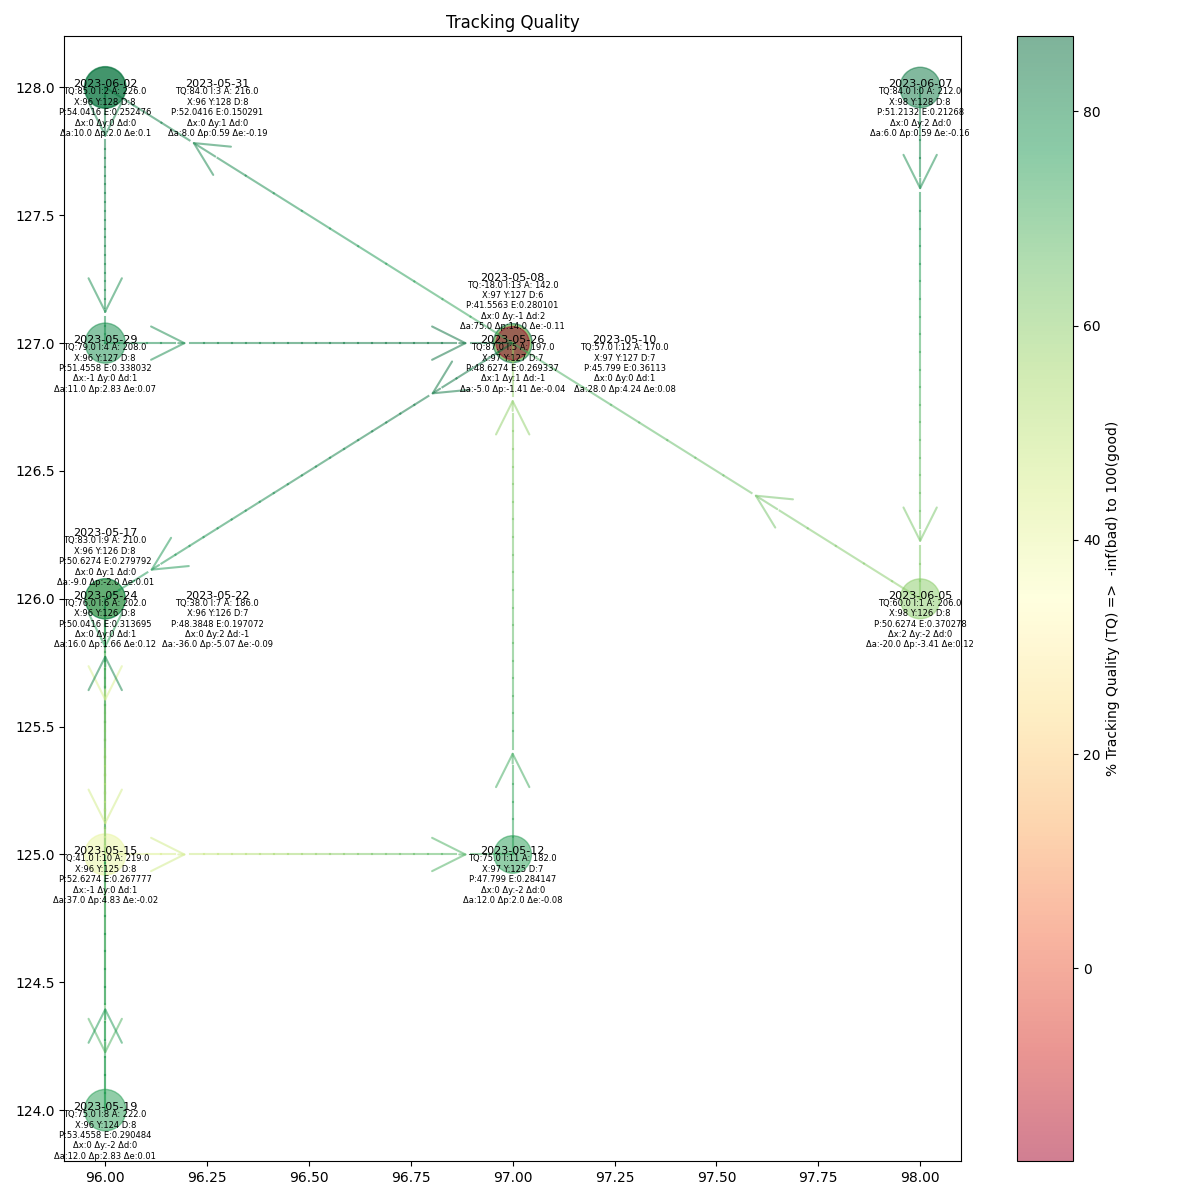 Tracking Quality
128.0
127.5
127.0
126.5
126.0
125.5
125.0
124.5
124.0
2023-06-02
TQ:85.0 I:2 A: 226.0
X:96 Y:128 D:8
P:54.0416 E:0.252476
Δx:0 Δy:0 Δd:0
Δa:10.0 Δp:2.0 Δe:0.1
2023-05-31
TQ:84.0 I:3 A: 216.0
X:96 Y:128 D:8
P:52.0416 E:0.150291
Δx:0 Δy:1 Δd:0
Δa:8.0 Δp:0.59 Δe:-0.19
2023-06-07
TQ:84.0 I:0 A: 212.0
X:98 Y:128 D:8
P:51.2132 E:0.21268
Δx:0 Δy:2 Δd:0
Δa:6.0 Δp:0.59 Δe:-0.16
2023-05-08
TQ:-18.0 I:13 A: 142.0
X:97 Y:127 D:6
P:41.5563 E:0.280101
Δx:0 Δy:-1 Δd:2
Δa:75.0 Δp:14.0 Δe:-0.11
2023-05-29
TQ:79.0 I:4 A: 208.0
X:96 Y:127 D:8
P:51.4558 E:0.338032
Δx:-1 Δy:0 Δd:1
Δa:11.0 Δp:2.83 Δe:0.07
2023-05-26
TQ:87.0 I:5 A: 197.0
X:97 Y:127 D:7
P:48.6274 E:0.269337
Δx:1 Δy:1 Δd:-1
Δa:-5.0 Δp:-1.41 Δe:-0.04
2023-05-10
TQ:57.0 I:12 A: 170.0
X:97 Y:127 D:7
P:45.799 E:0.36113
Δx:0 Δy:0 Δd:1
Δa:28.0 Δp:4.24 Δe:0.08
2023-05-17
TQ:83.0 I:9 A: 210.0
X:96 Y:126 D:8
P:50.6274 E:0.279792
Δx:0 Δy:1 Δd:0
Δa:-9.0 Δp:-2.0 Δe:0.01
2023-05-24
TQ:76.0 I:6 A: 202.0
X:96 Y:126 D:8
P:50.0416 E:0.313695
Δx:0 Δy:0 Δd:1
Δa:16.0 Δp:1.66 Δe:0.12
2023-05-22
TQ:38.0 I:7 A: 186.0
X:96 Y:126 D:7
P:48.3848 E:0.197072
Δx:0 Δy:2 Δd:-1
Δa:-36.0 Δp:-5.07 Δe:-0.09
2023-06-05
TQ:60.0 I:1 A: 206.0
X:98 Y:126 D:8
P:50.6274 E:0.370278
Δx:2 Δy:-2 Δd:0
Δa:-20.0 Δp:-3.41 Δe:0.12
2023-05-15
TQ:41.0 I:10 A: 219.0
X:96 Y:125 D:8
P:52.6274 E:0.267777
Δx:-1 Δy:0 Δd:1
Δa:37.0 Δp:4.83 Δe:-0.02
2023-05-12
TQ:75.0 I:11 A: 182.0
X:97 Y:125 D:7
P:47.799 E:0.284147
Δx:0 Δy:-2 Δd:0
Δa:12.0 Δp:2.0 Δe:-0.08
2023-05-19
TQ:75.0 I:8 A: 222.0
X:96 Y:124 D:8
P:53.4558 E:0.290484
Δx:0 Δy:-2 Δd:0
Δa:12.0 Δp:2.83 Δe:0.01
96.00 96.25 96.50 96.75 97.00 97.25 97.50 97.75 98.00
80
60
40
20
0
% Tracking Quality (TQ) => -inf(bad) to 100(good)